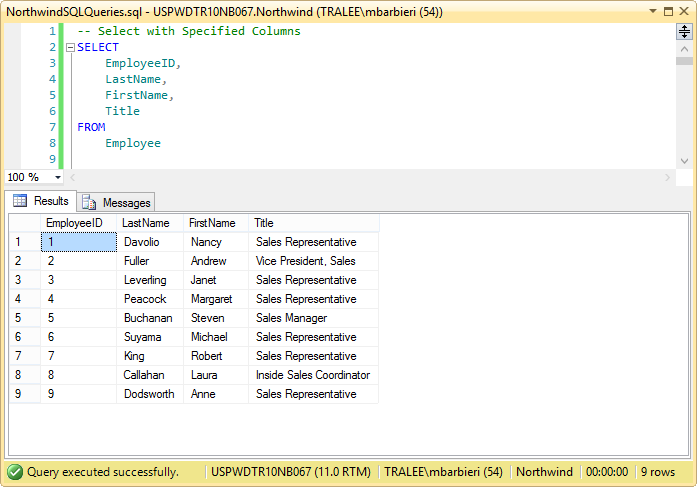 NorthwindSQLQueries.sql - USPWDTR10NB067.Northwind (TRALEE\mbarbieri (54))
1 -- Select with Specified Columns
2 SELECT
3 EmployeeID,
4 LastName,
5 FirstName,
6 Title
7 FROM
8 Employee
9
100 %
Results Messages
EmployeeID LastName FirstName Title
1 1 Davolio Nancy Sales Representative
2 2 Fuller Andrew Vice President, Sales
3 3 Leverling Janet Sales Representative
4 4 Peacock Margaret Sales Representative
5 5 Buchanan Steven Sales Manager
6 6 Suyama Michael Sales Representative
7 7 King Robert Sales Representative
8 8 Callahan Laura Inside Sales Coordinator
9 9 Dodsworth Anne Sales Representative
Query executed successfully. USPWDTR10NB067 (11.0 RTM) TRALEE\mbarbieri (54) Northwind 00:00:00 9 rows